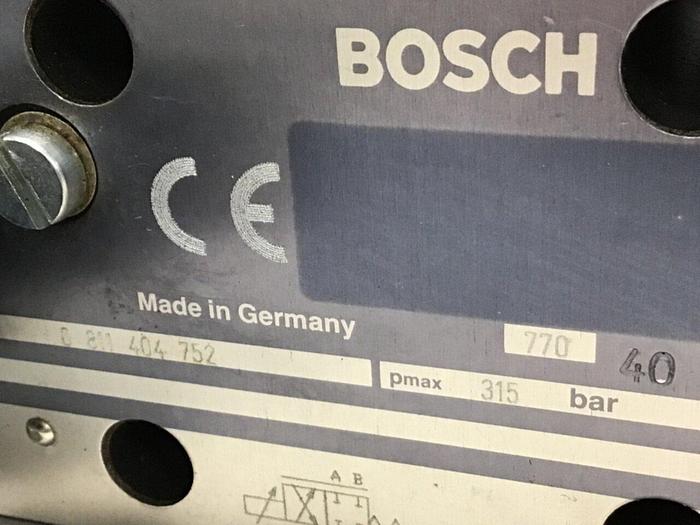 BOSCH
CE
Made in Germany
770
40
0 811 404 752
pmax 315 bar
A B